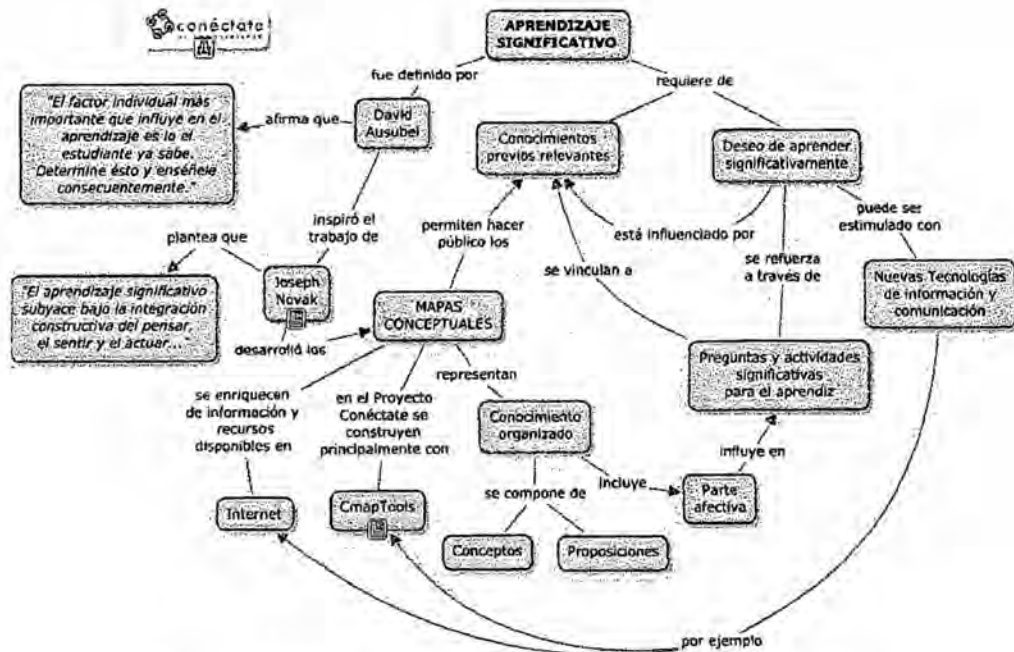 conéctate
APRENDIZAJE
SIGNIFICATIVO
fue definido por
requiere de
"El factor individual más
importante que influye en el
aprendizaje es lo el
estudiante ya sabe.
Determine ésto y enséñele
consecuentemente."
afirma que
David
Ausubel
Conocimientos
previos relevantes
Deseo de aprender
significativamente
inspiró el
trabajo de
permiten hacer
público los
está influenciado por
puede ser
estimulado con
plantea que
se vinculan a
se refuerza
a través de
"El aprendizaje significativo
subyace bajo la integración
constructiva del pensar,
el sentir y el actuar..."
Joseph
Novak
MAPAS
CONCEPTUALES
Nuevas Tecnologías
de información y
comunicación
desarrolló los
representan
Preguntas y actividades
significativas
para el aprendiz
se enriquecen
de información y
recursos
disponibles en
en el Proyecto
Conéctate se
construyen
principalmente con
Conocimiento
organizado
influye en
se compone de
incluye
Parte
afectiva
Internet
CmapTools
Conceptos
Proposiciones
por ejemplo